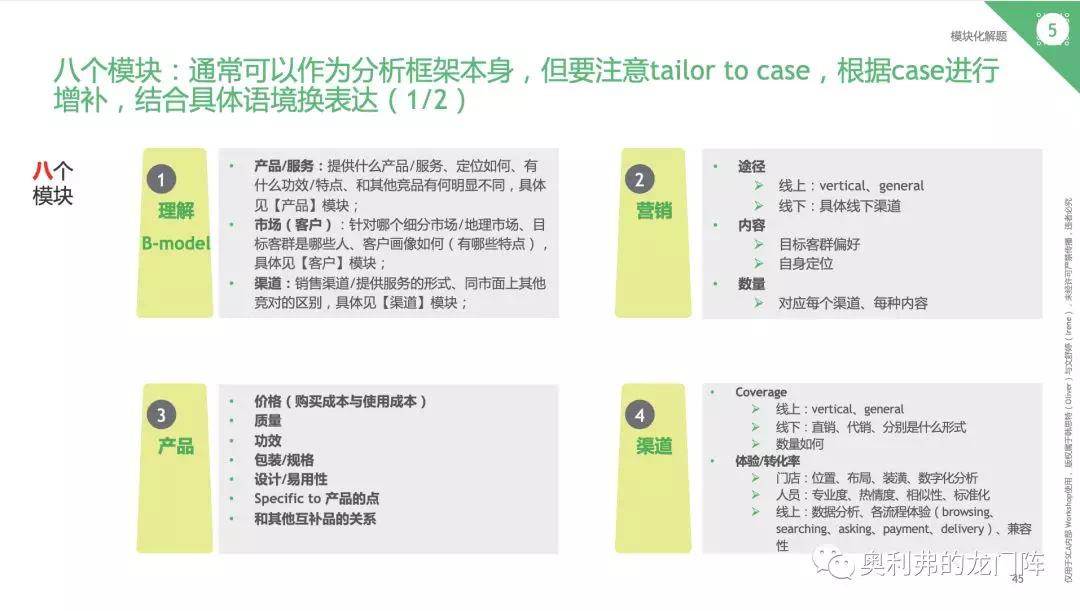 模块化解题
5
八个模块：通常可以作为分析框架本身，但要注意tailor to case，根据case进行
增补，结合具体语境换表达（1/2）
八个
模块
1
理解
B-model
• 产品/服务：提供什么产品/服务、定位如何、有
什么功效/特点、和其他竞品有何明显不同，具体
见【产品】模块；
• 市场（客户）：针对哪个细分市场/地理市场、目
标客群是哪些人、客户画像如何（有哪些特点），
具体见【客户】模块；
• 渠道：销售渠道/提供服务的形式、同市面上其他
竞对的区别，具体见【渠道】模块；
2
营销
• 途径
➢ 线上：vertical、general
➢ 线下：具体线下渠道
• 内容
➢ 目标客群偏好
➢ 自身定位
• 数量
➢ 对应每个渠道、每种内容
3
产品
• 价格（购买成本与使用成本）
• 质量
• 功效
• 包装/规格
• 设计/易用性
• Specific to 产品的点
• 和其他互补品的关系
4
渠道
• Coverage
➢ 线上：vertical、general
➢ 线下：直销、代销、分别是什么形式
➢ 数量如何
• 体验/转化率
➢ 门店：位置、布局、装潢、数字化分析
➢ 人员：专业度、热情度、相似性、标准化
➢ 线上：数据分析、各流程体验（browsing、
searching、asking、payment、delivery）、兼容
性
仅用于SCA内部 Workshop使用，版权属于韩思特（Oliver）与文舒婷（Irene），未经许可严禁传播，违者必究
奥利弗的龙门阵
45